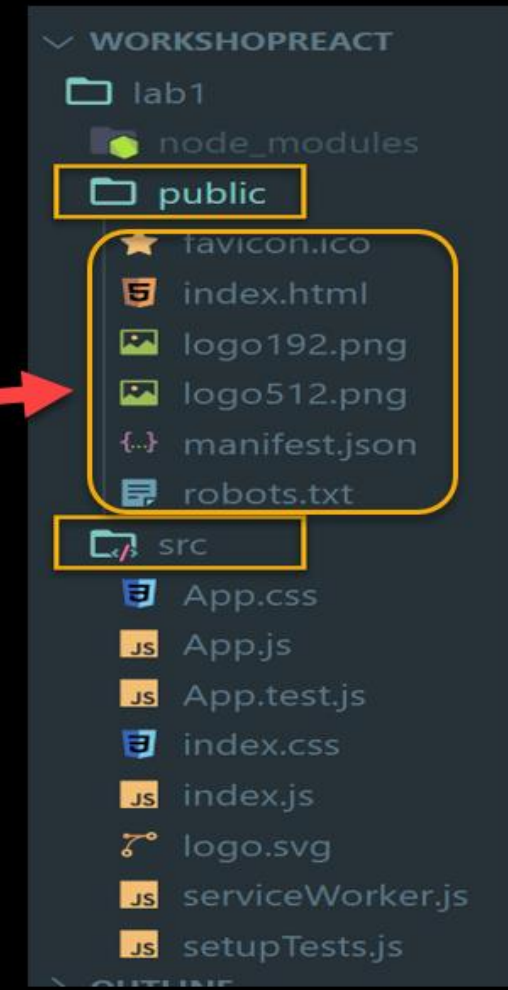 WORKSHOPREACT
lab1
node_modules
public
favicon.ico
index.html
logo192.png
logo512.png
manifest.json
robots.txt
src
App.css
App.js
App.test.js
index.css
index.js
logo.svg
serviceWorker.js
setupTests.js
OUTLINE